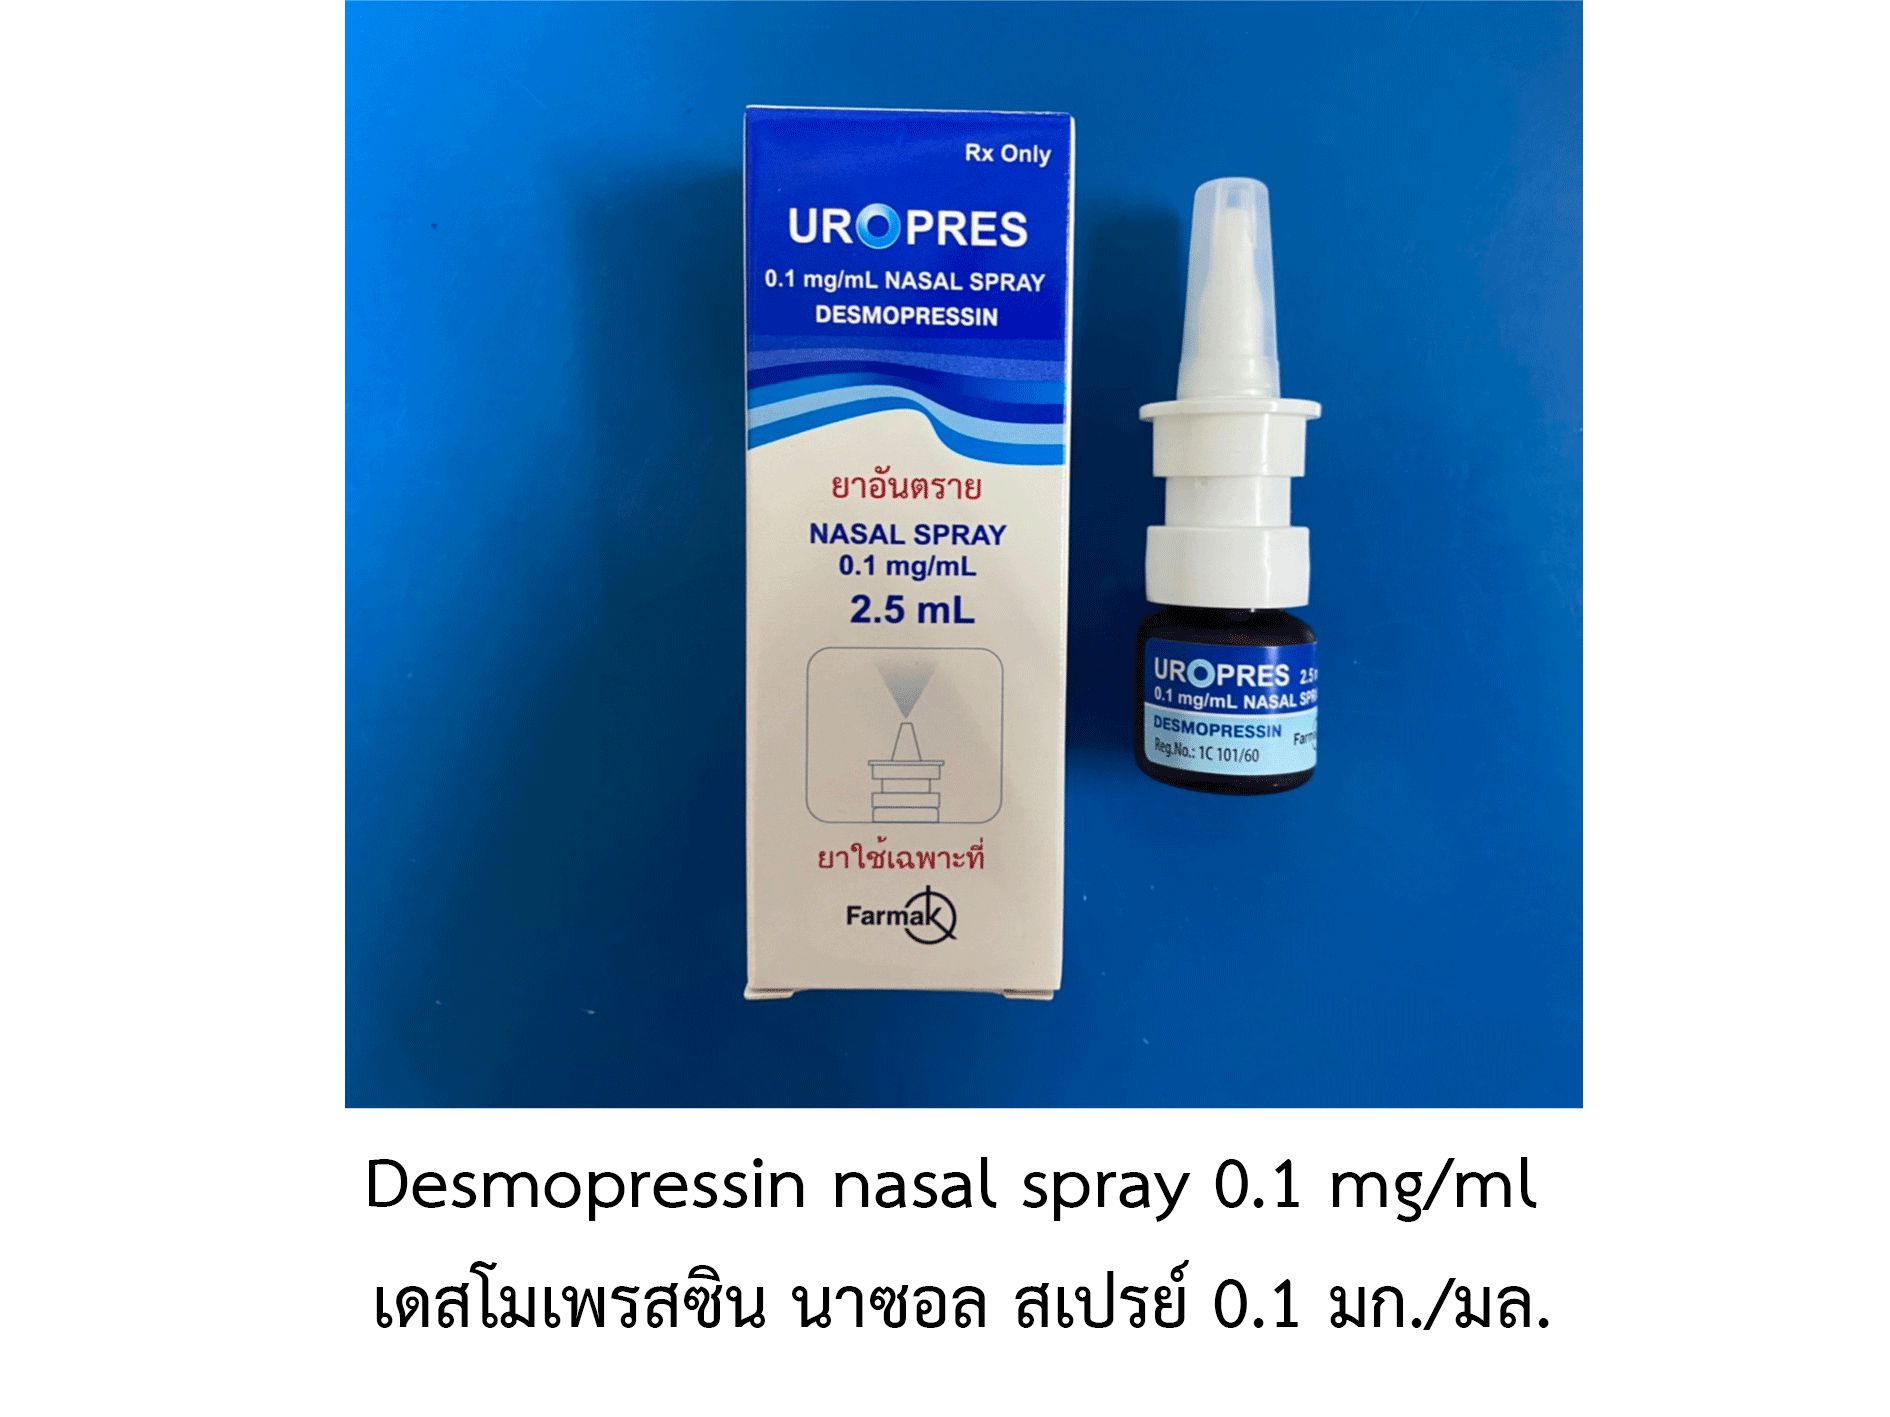 Rx Only
UROPRES
0.1 mg/mL NASAL SPRAY
DESMOPRESSIN
ยาอันตราย
NASAL SPRAY
0.1 mg/mL
2.5 mL
ยาใช้เฉพาะที่
Farmak
UROPRES 2.5
0.1 mg/mL NASAL
DESMOPRESSIN
Reg.No.: 1C 101/60
Desmopressin nasal spray 0.1 mg/ml
เดสโมเพรสซิน นาซอล สเปรย์ 0.1 มก./มล.